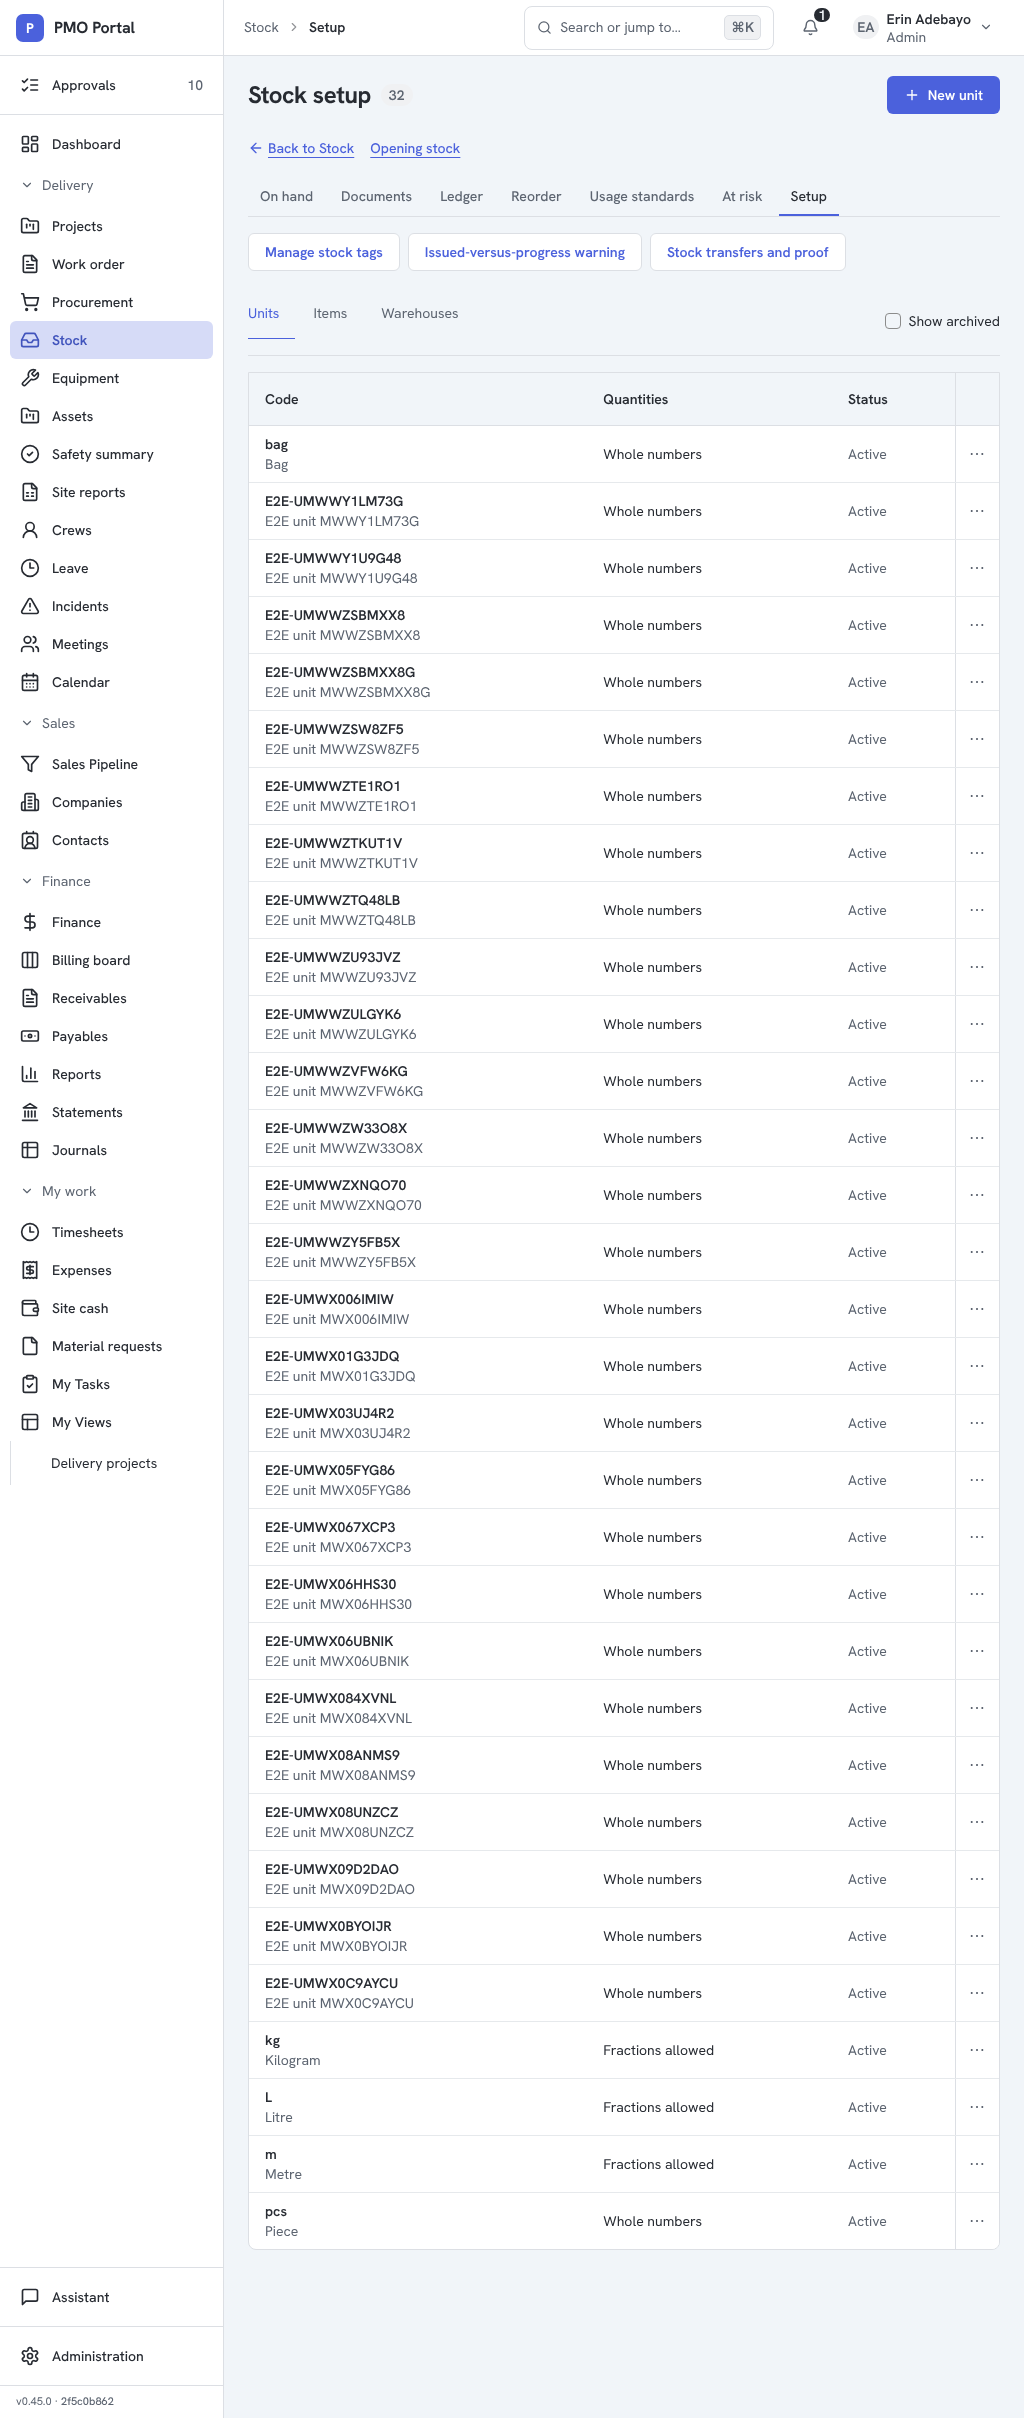 P PMO Portal
Stock > Setup
Search or jump to... ⌘K
1
EA Erin Adebayo
Admin
Approvals 10
Dashboard
Delivery
Projects
Work order
Procurement
Stock
Equipment
Assets
Safety summary
Site reports
Crews
Leave
Incidents
Meetings
Calendar
Sales
Sales Pipeline
Companies
Contacts
Finance
Finance
Billing board
Receivables
Payables
Reports
Statements
Journals
My work
Timesheets
Expenses
Site cash
Material requests
My Tasks
My Views
Delivery projects
Assistant
Administration
v0.45.0 · 2f5c0b862
Stock setup 32
+ New unit
← Back to Stock Opening stock
On hand Documents Ledger Reorder Usage standards At risk Setup
Manage stock tags Issued-versus-progress warning Stock transfers and proof
Units Items Warehouses
Show archived
Code Quantities Status
bag
Bag
Whole numbers Active ...
E2E-UMWWY1LM73G
E2E unit MWWY1LM73G
Whole numbers Active ...
E2E-UMWWY1U9G48
E2E unit MWWY1U9G48
Whole numbers Active ...
E2E-UMWWZSBMXX8
E2E unit MWWZSBMXX8
Whole numbers Active ...
E2E-UMWWZSBMXX8G
E2E unit MWWZSBMXX8G
Whole numbers Active ...
E2E-UMWWZSW8ZF5
E2E unit MWWZSW8ZF5
Whole numbers Active ...
E2E-UMWWZTE1RO1
E2E unit MWWZTE1RO1
Whole numbers Active ...
E2E-UMWWZTKUT1V
E2E unit MWWZTKUT1V
Whole numbers Active ...
E2E-UMWWZTQ48LB
E2E unit MWWZTQ48LB
Whole numbers Active ...
E2E-UMWWZU93JVZ
E2E unit MWWZU93JVZ
Whole numbers Active ...
E2E-UMWWZULGYK6
E2E unit MWWZULGYK6
Whole numbers Active ...
E2E-UMWWZVFW6KG
E2E unit MWWZVFW6KG
Whole numbers Active ...
E2E-UMWWZW33O8X
E2E unit MWWZW33O8X
Whole numbers Active ...
E2E-UMWWZXNQO70
E2E unit MWWZXNQO70
Whole numbers Active ...
E2E-UMWWZY5FB5X
E2E unit MWWZY5FB5X
Whole numbers Active ...
E2E-UMWX006IMIW
E2E unit MWX006IMIW
Whole numbers Active ...
E2E-UMWX01G3JDQ
E2E unit MWX01G3JDQ
Whole numbers Active ...
E2E-UMWX03UJ4R2
E2E unit MWX03UJ4R2
Whole numbers Active ...
E2E-UMWX05FYG86
E2E unit MWX05FYG86
Whole numbers Active ...
E2E-UMWX067XCP3
E2E unit MWX067XCP3
Whole numbers Active ...
E2E-UMWX06HHS30
E2E unit MWX06HHS30
Whole numbers Active ...
E2E-UMWX06UBNIK
E2E unit MWX06UBNIK
Whole numbers Active ...
E2E-UMWX084XVNL
E2E unit MWX084XVNL
Whole numbers Active ...
E2E-UMWX08ANMS9
E2E unit MWX08ANMS9
Whole numbers Active ...
E2E-UMWX08UNZCZ
E2E unit MWX08UNZCZ
Whole numbers Active ...
E2E-UMWX09D2DAO
E2E unit MWX09D2DAO
Whole numbers Active ...
E2E-UMWX0BYOIJR
E2E unit MWX0BYOIJR
Whole numbers Active ...
E2E-UMWX0C9AYCU
E2E unit MWX0C9AYCU
Whole numbers Active ...
kg
Kilogram
Fractions allowed Active ...
L
Litre
Fractions allowed Active ...
m
Metre
Fractions allowed Active ...
pcs
Piece
Whole numbers Active ...